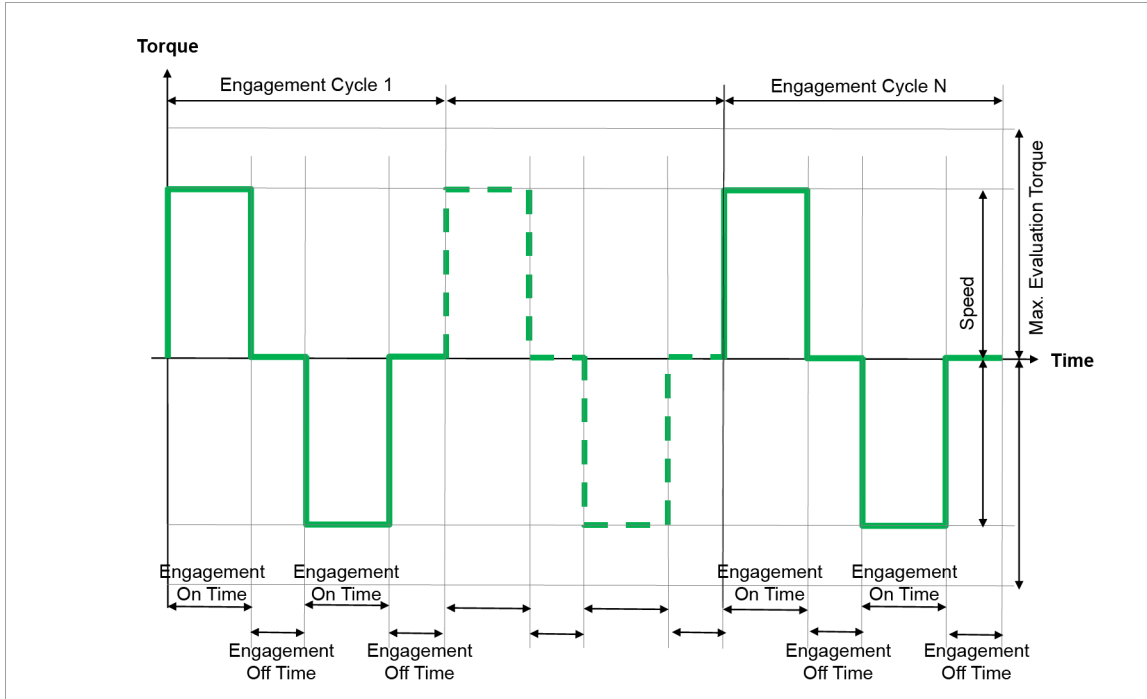 Torque
Engagement Cycle 1
Engagement Cycle N
Max. Evaluation Torque
Speed
Time
Engagement
On Time
Engagement
On Time
Engagement
On Time
Engagement
On Time
Engagement
Off Time
Engagement
Off Time
Engagement
Off Time
Engagement
Off Time